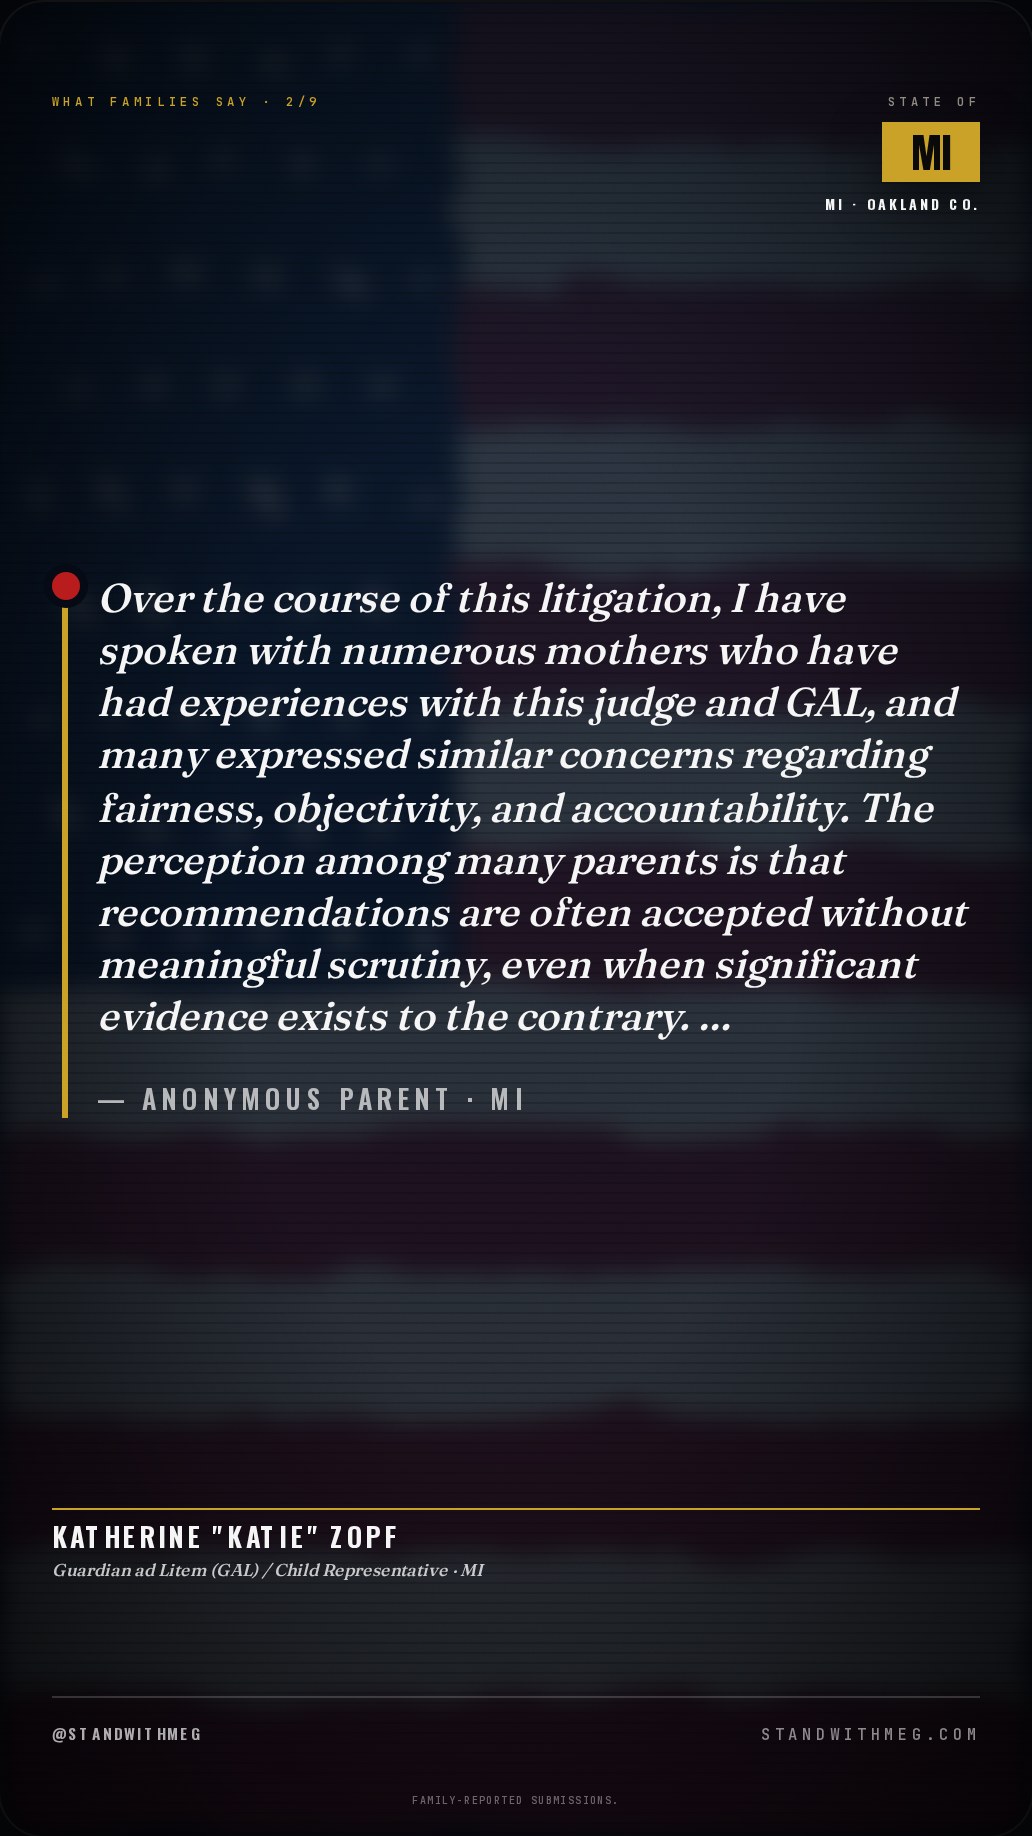 WHAT FAMILIES SAY · 2/9
STATE OF
MI
MI · OAKLAND CO.
Over the course of this litigation, I have
spoken with numerous mothers who have
had experiences with this judge and GAL, and
many expressed similar concerns regarding
fairness, objectivity, and accountability. The
perception among many parents is that
recommendations are often accepted without
meaningful scrutiny, even when significant
evidence exists to the contrary. ...
— ANONYMOUS PARENT · MI
KATHERINE "KATIE" ZOPF
Guardian ad Litem (GAL) / Child Representative · MI
@STANDWITHMEG
STANDWITHMEG.COM
FAMILY-REPORTED SUBMISSIONS.